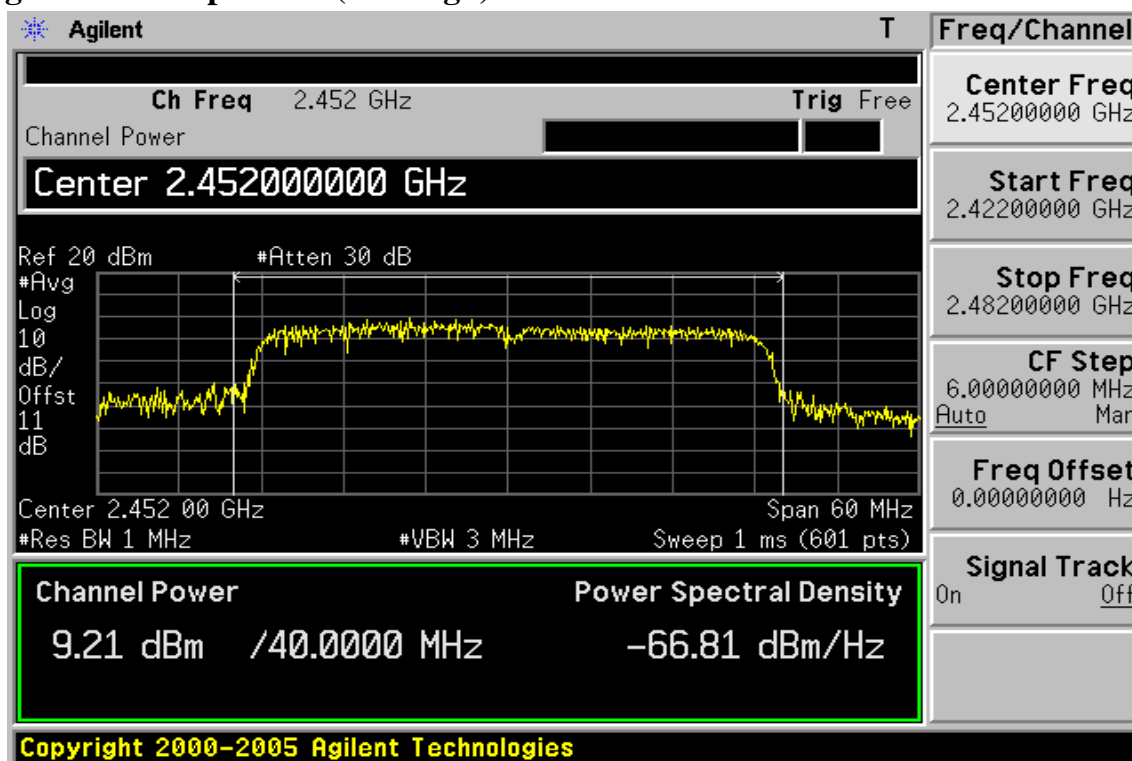 Agilent T
Freq/Channel
Ch Freq 2.452 GHz Trig Free
Channel Power
Center 2.452000000 GHz
Ref 20 dBm #Atten 30 dB
#Avg
Log
10
dB/
Offst
11
dB
Center 2.452 00 GHz Span 60 MHz
#Res BW 1 MHz #VBW 3 MHz Sweep 1 ms (601 pts)
Channel Power Power Spectral Density
9.21 dBm /40.0000 MHz -66.81 dBm/Hz
Copyright 2000-2005 Agilent Technologies
Center Freq
2.45200000 GHz
Start Freq
2.42200000 GHz
Stop Freq
2.48200000 GHz
CF Step
6.00000000 MHz
Auto Man
Freq Offset
0.00000000 Hz
Signal Track
On Off